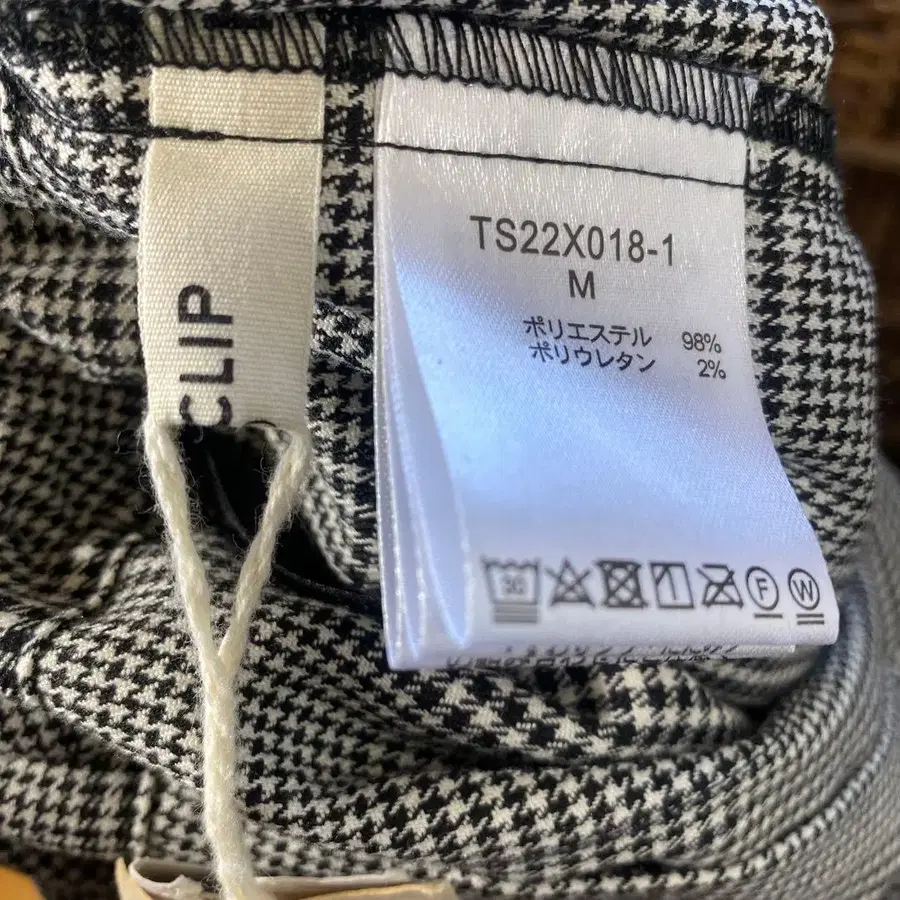 CLIP
TS22X018-1
M
ポリエステル 98%
ポリウレタン 2%
30
F W